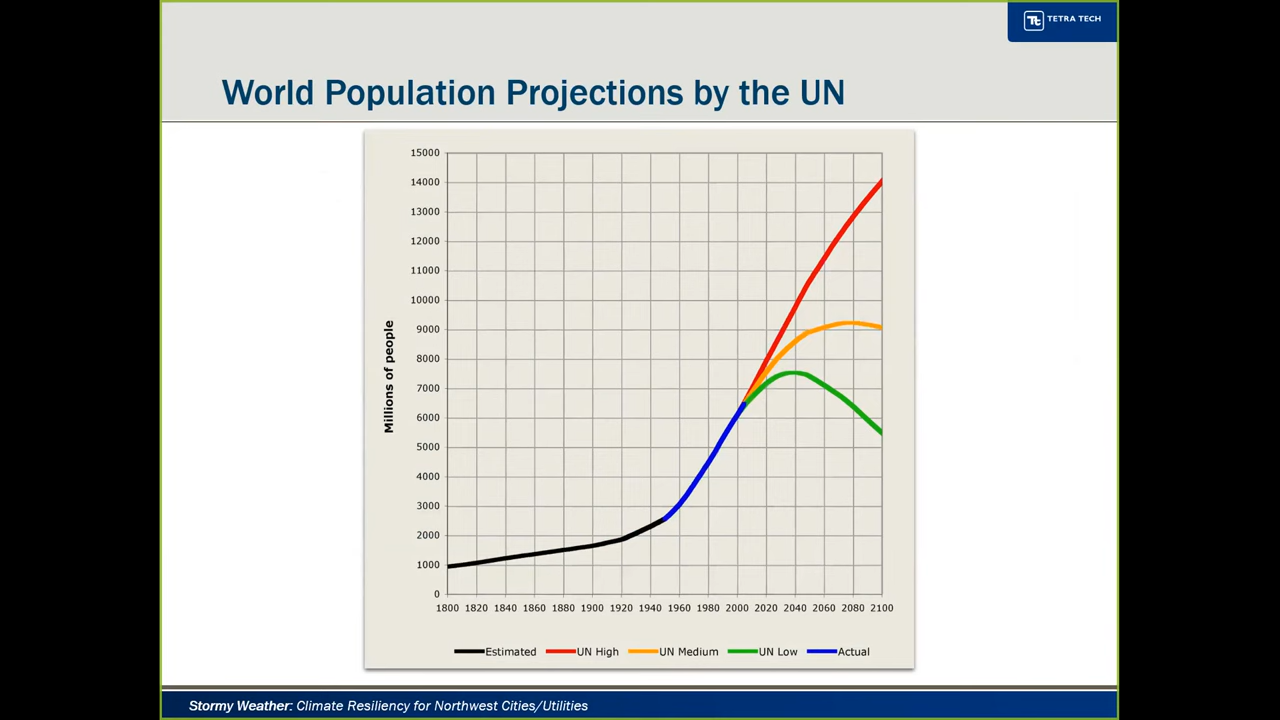 TETRA TECH
World Population Projections by the UN
15000
14000
13000
12000
11000
10000
9000
8000
7000
6000
5000
4000
3000
2000
1000
0
Millions of people
1800 1820 1840 1860 1880 1900 1920 1940 1960 1980 2000 2020 2040 2060 2080 2100
Estimated UN High UN Medium UN Low Actual
Stormy Weather: Climate Resiliency for Northwest Cities/Utilities